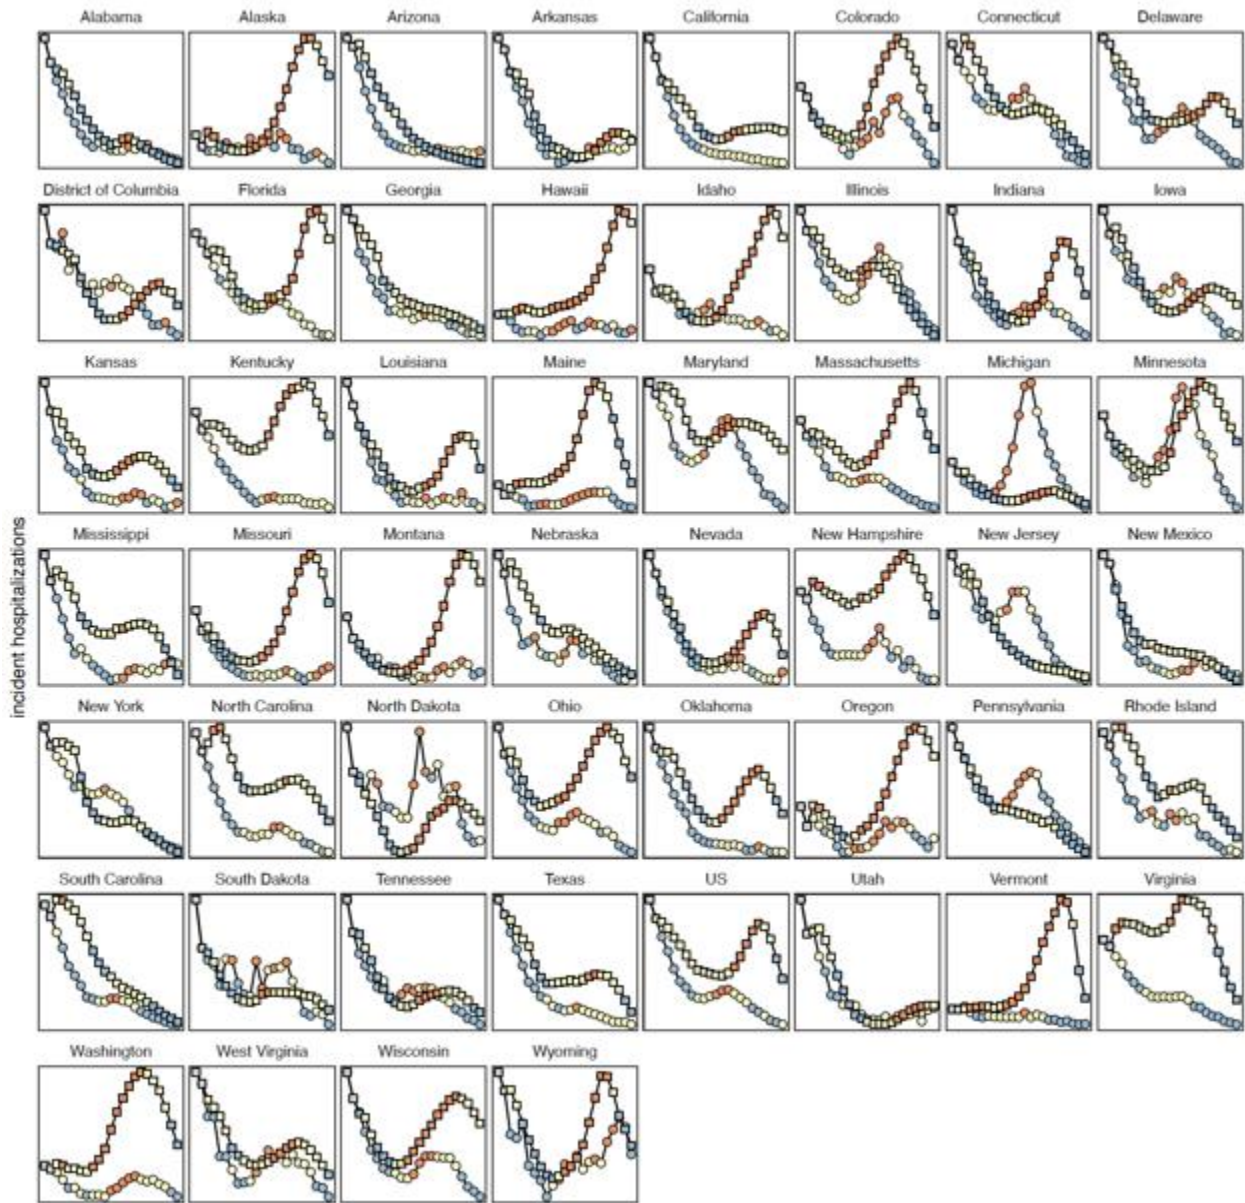 Alabama Alaska Arizona Arkansas California Colorado Connecticut Delaware
District of Columbia Florida Georgia Hawaii Idaho Illinois Indiana Iowa
Kansas Kentucky Louisiana Maine Maryland Massachusetts Michigan Minnesota
incident hospitalizations
Mississippi Missouri Montana Nebraska Nevada New Hampshire New Jersey New Mexico
New York North Carolina North Dakota Ohio Oklahoma Oregon Pennsylvania Rhode Island
South Carolina South Dakota Tennessee Texas US Utah Vermont Virginia
Washington West Virginia Wisconsin Wyoming